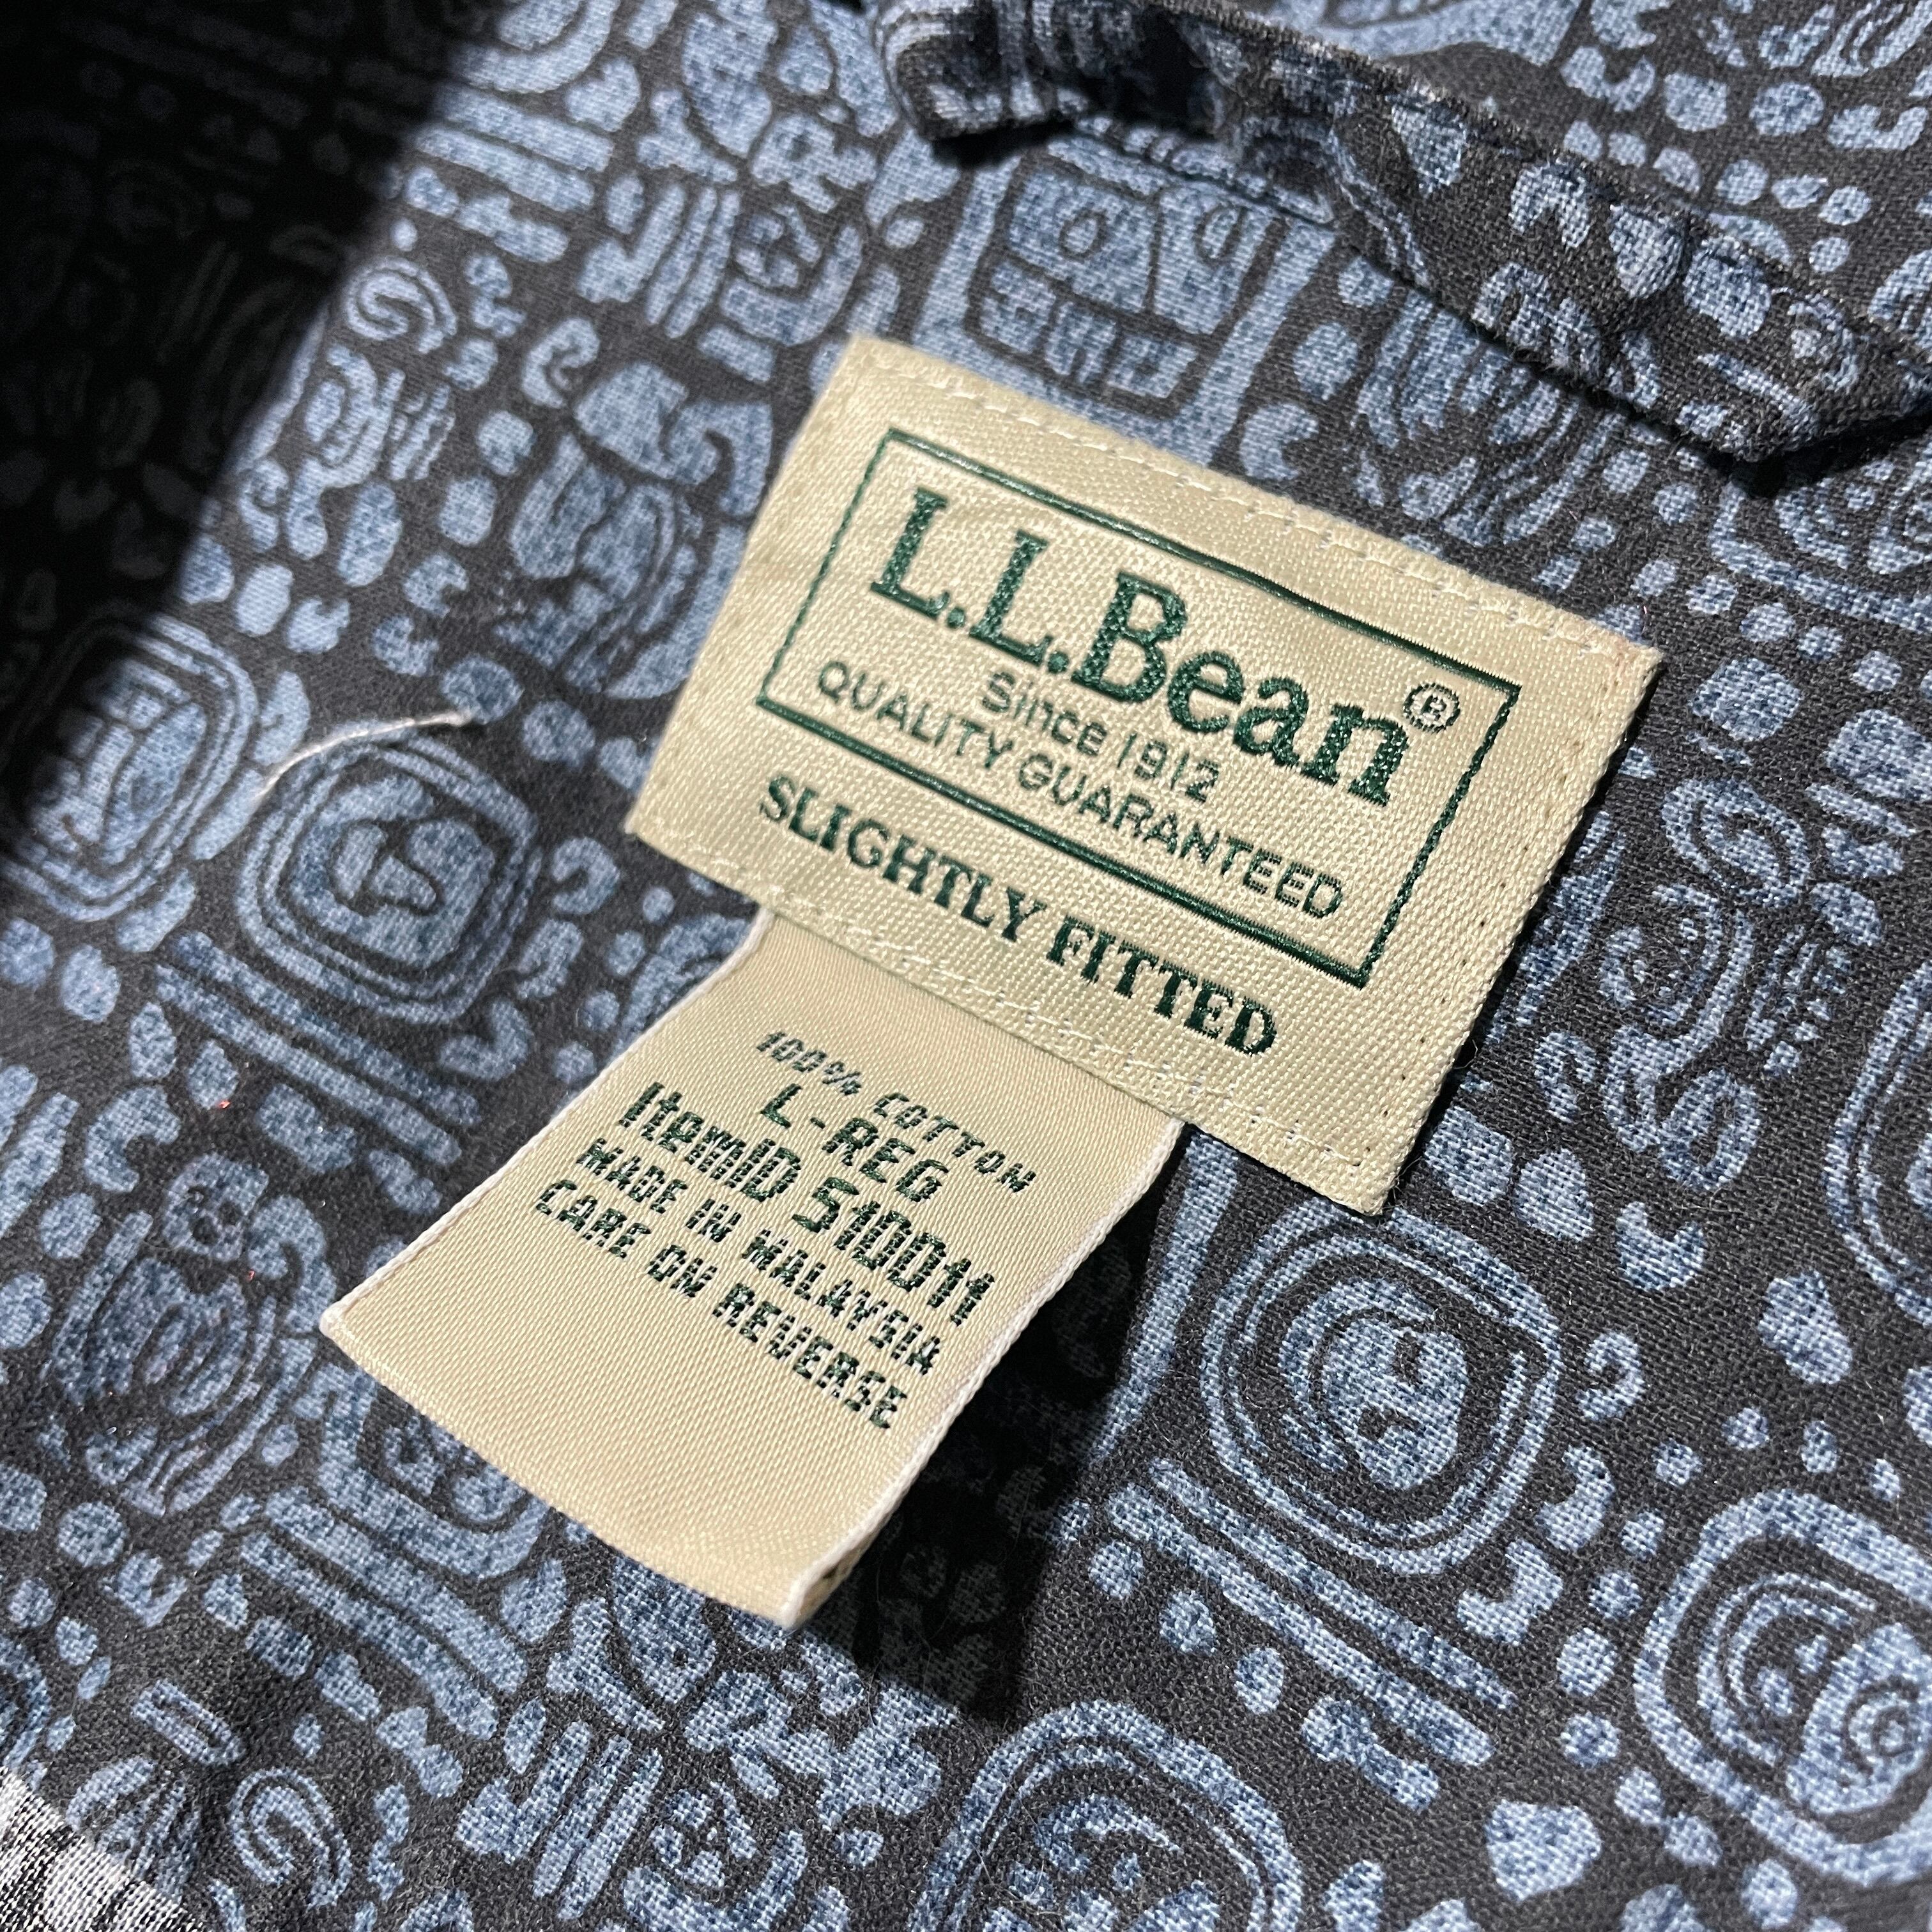 L.L.Bean®
Since 1912
QUALITY GUARANTEED
SLIGHTLY FITTED
100% COTTON
L-REG
ItemID 510011
MADE IN MALAYSIA
CARE ON REVERSE